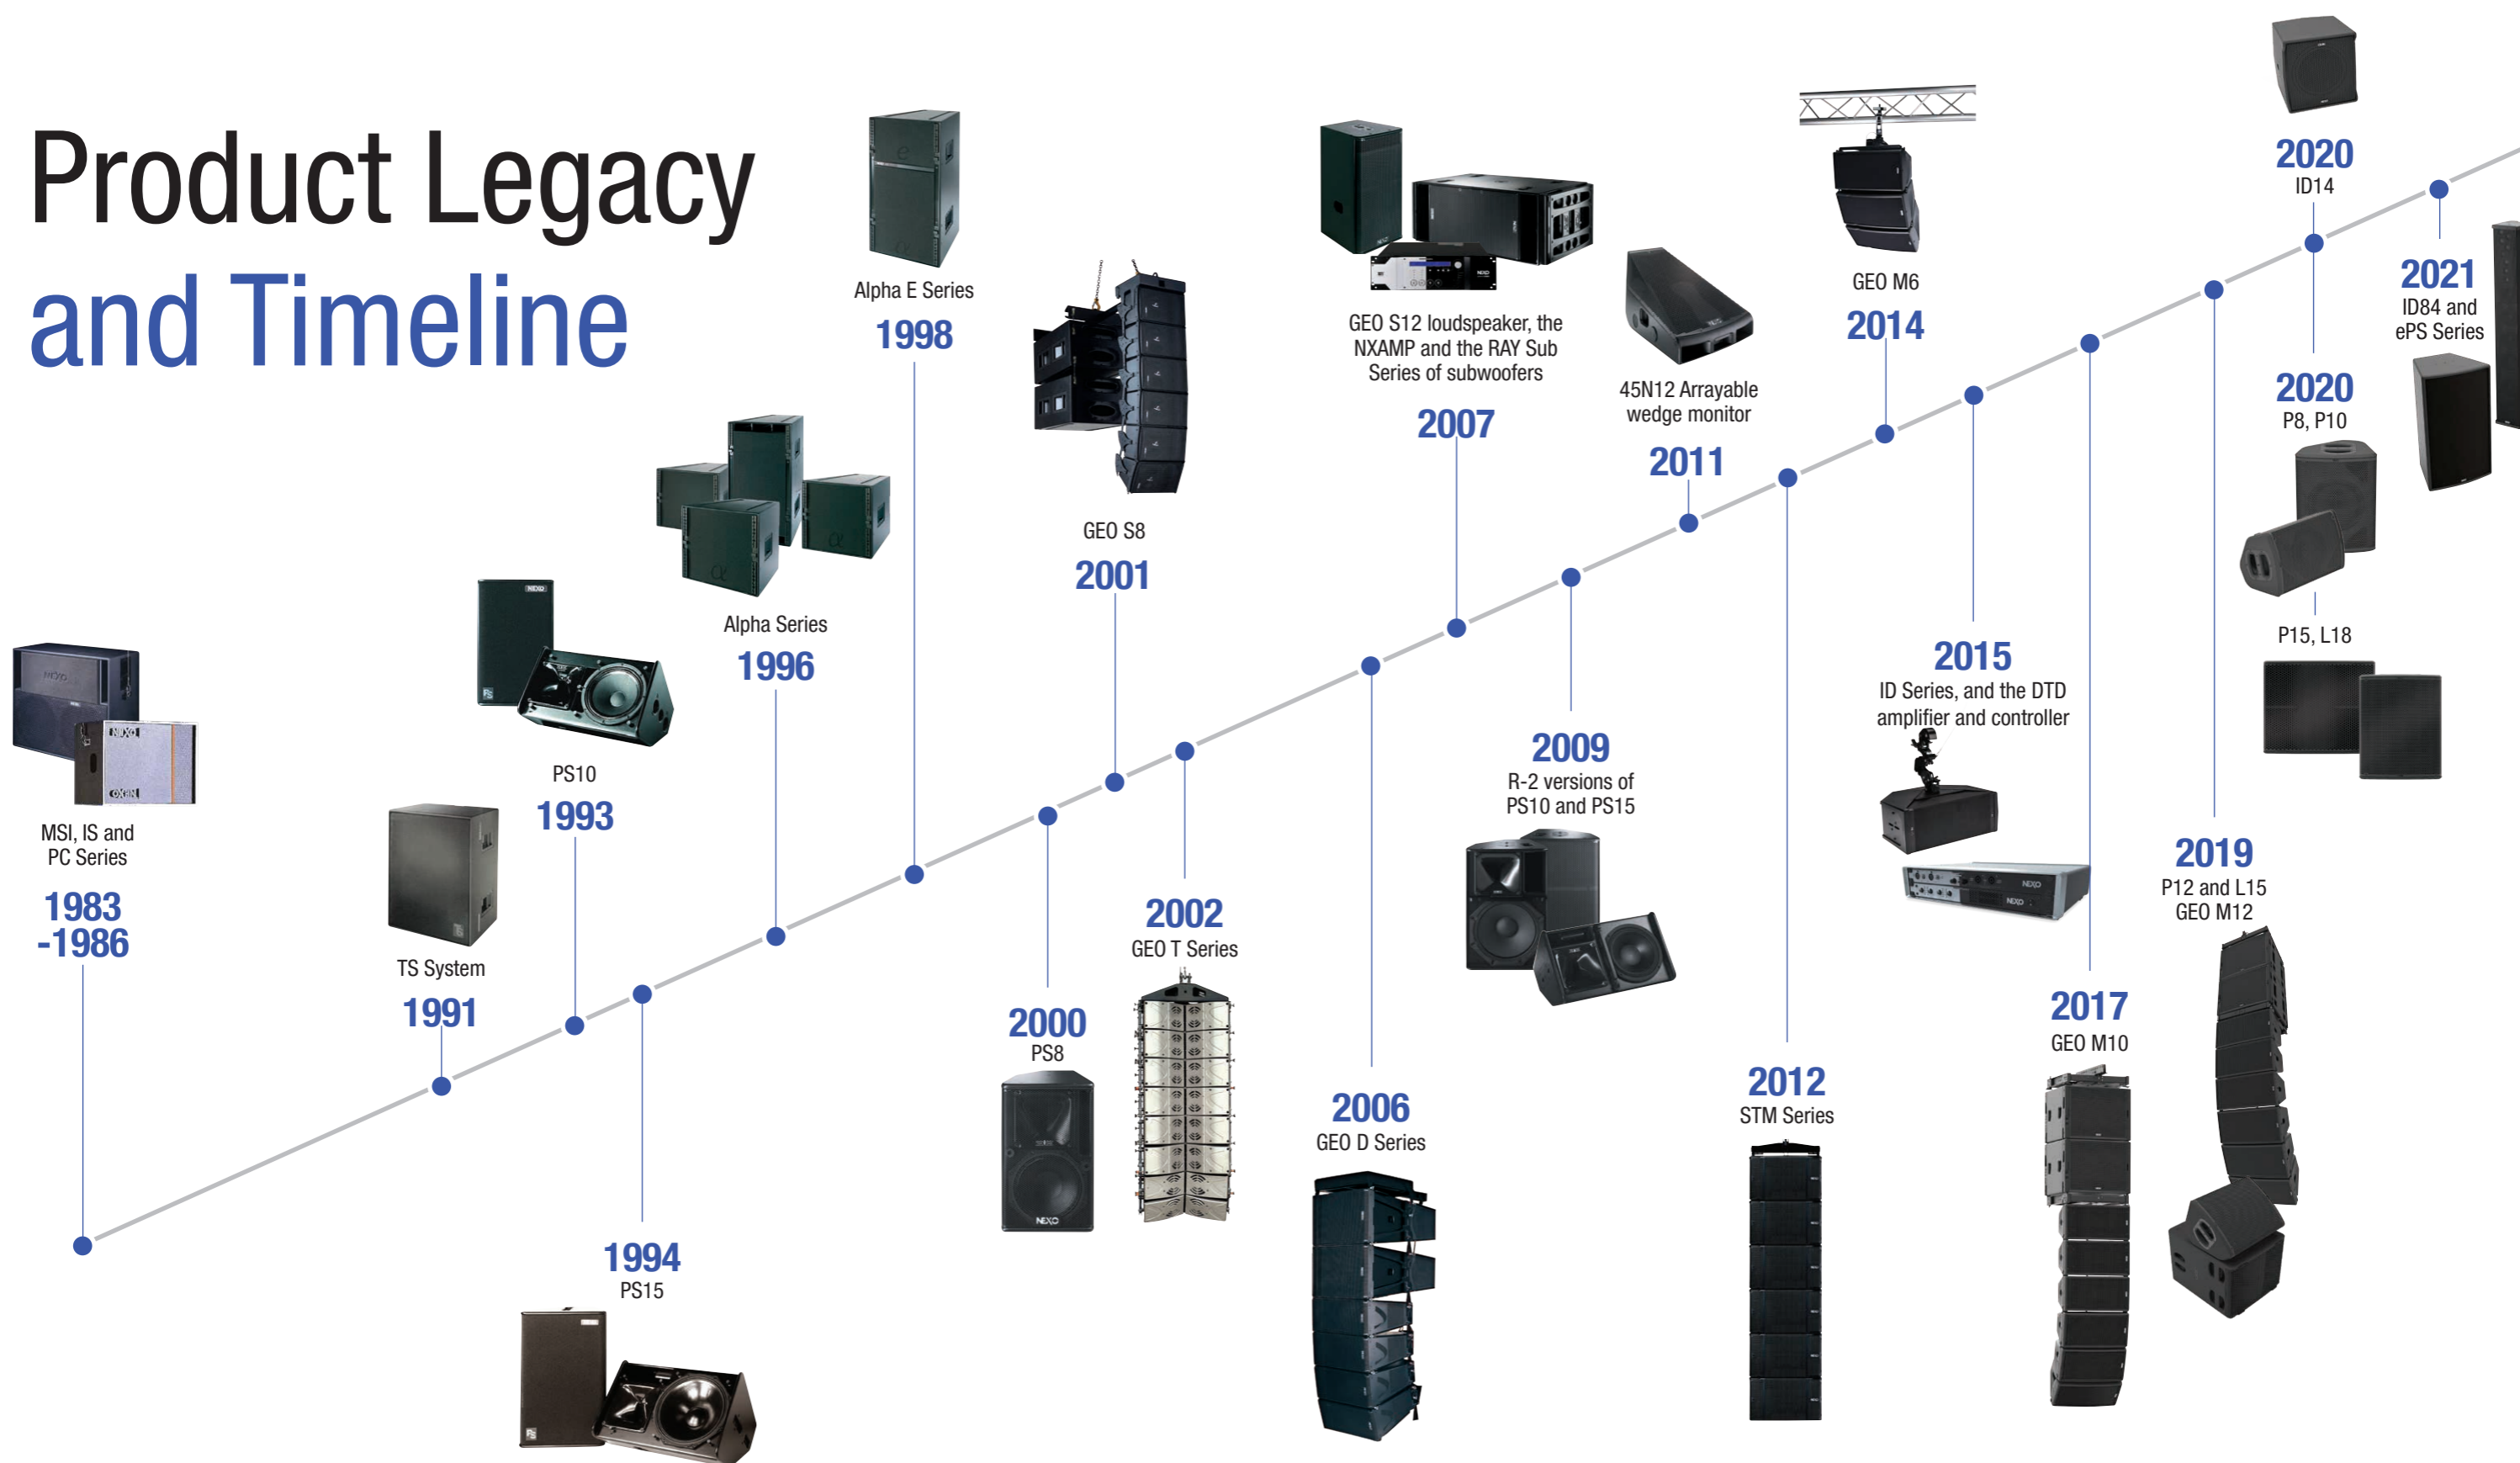 Product Legacy
and Timeline
MSI, IS and
PC Series
1983
-1986
TS System
1991
PS10
1993
1994
PS15
Alpha Series
1996
Alpha E Series
1998
2000
PS8
NEXO
GEO S8
2001
2002
GEO T Series
2006
GEO D Series
GEO S12 loudspeaker, the
NXAMP and the RAY Sub
Series of subwoofers
2007
2009
R-2 versions of
PS10 and PS15
45N12 Arrayable
wedge monitor
2011
2012
STM Series
GEO M6
2014
2015
ID Series, and the DTD
amplifier and controller
NEXO
NEXO
2017
GEO M10
2019
P12 and L15
GEO M12
2020
ID14
2020
P8, P10
P15, L18
2021
ID84 and
ePS Series